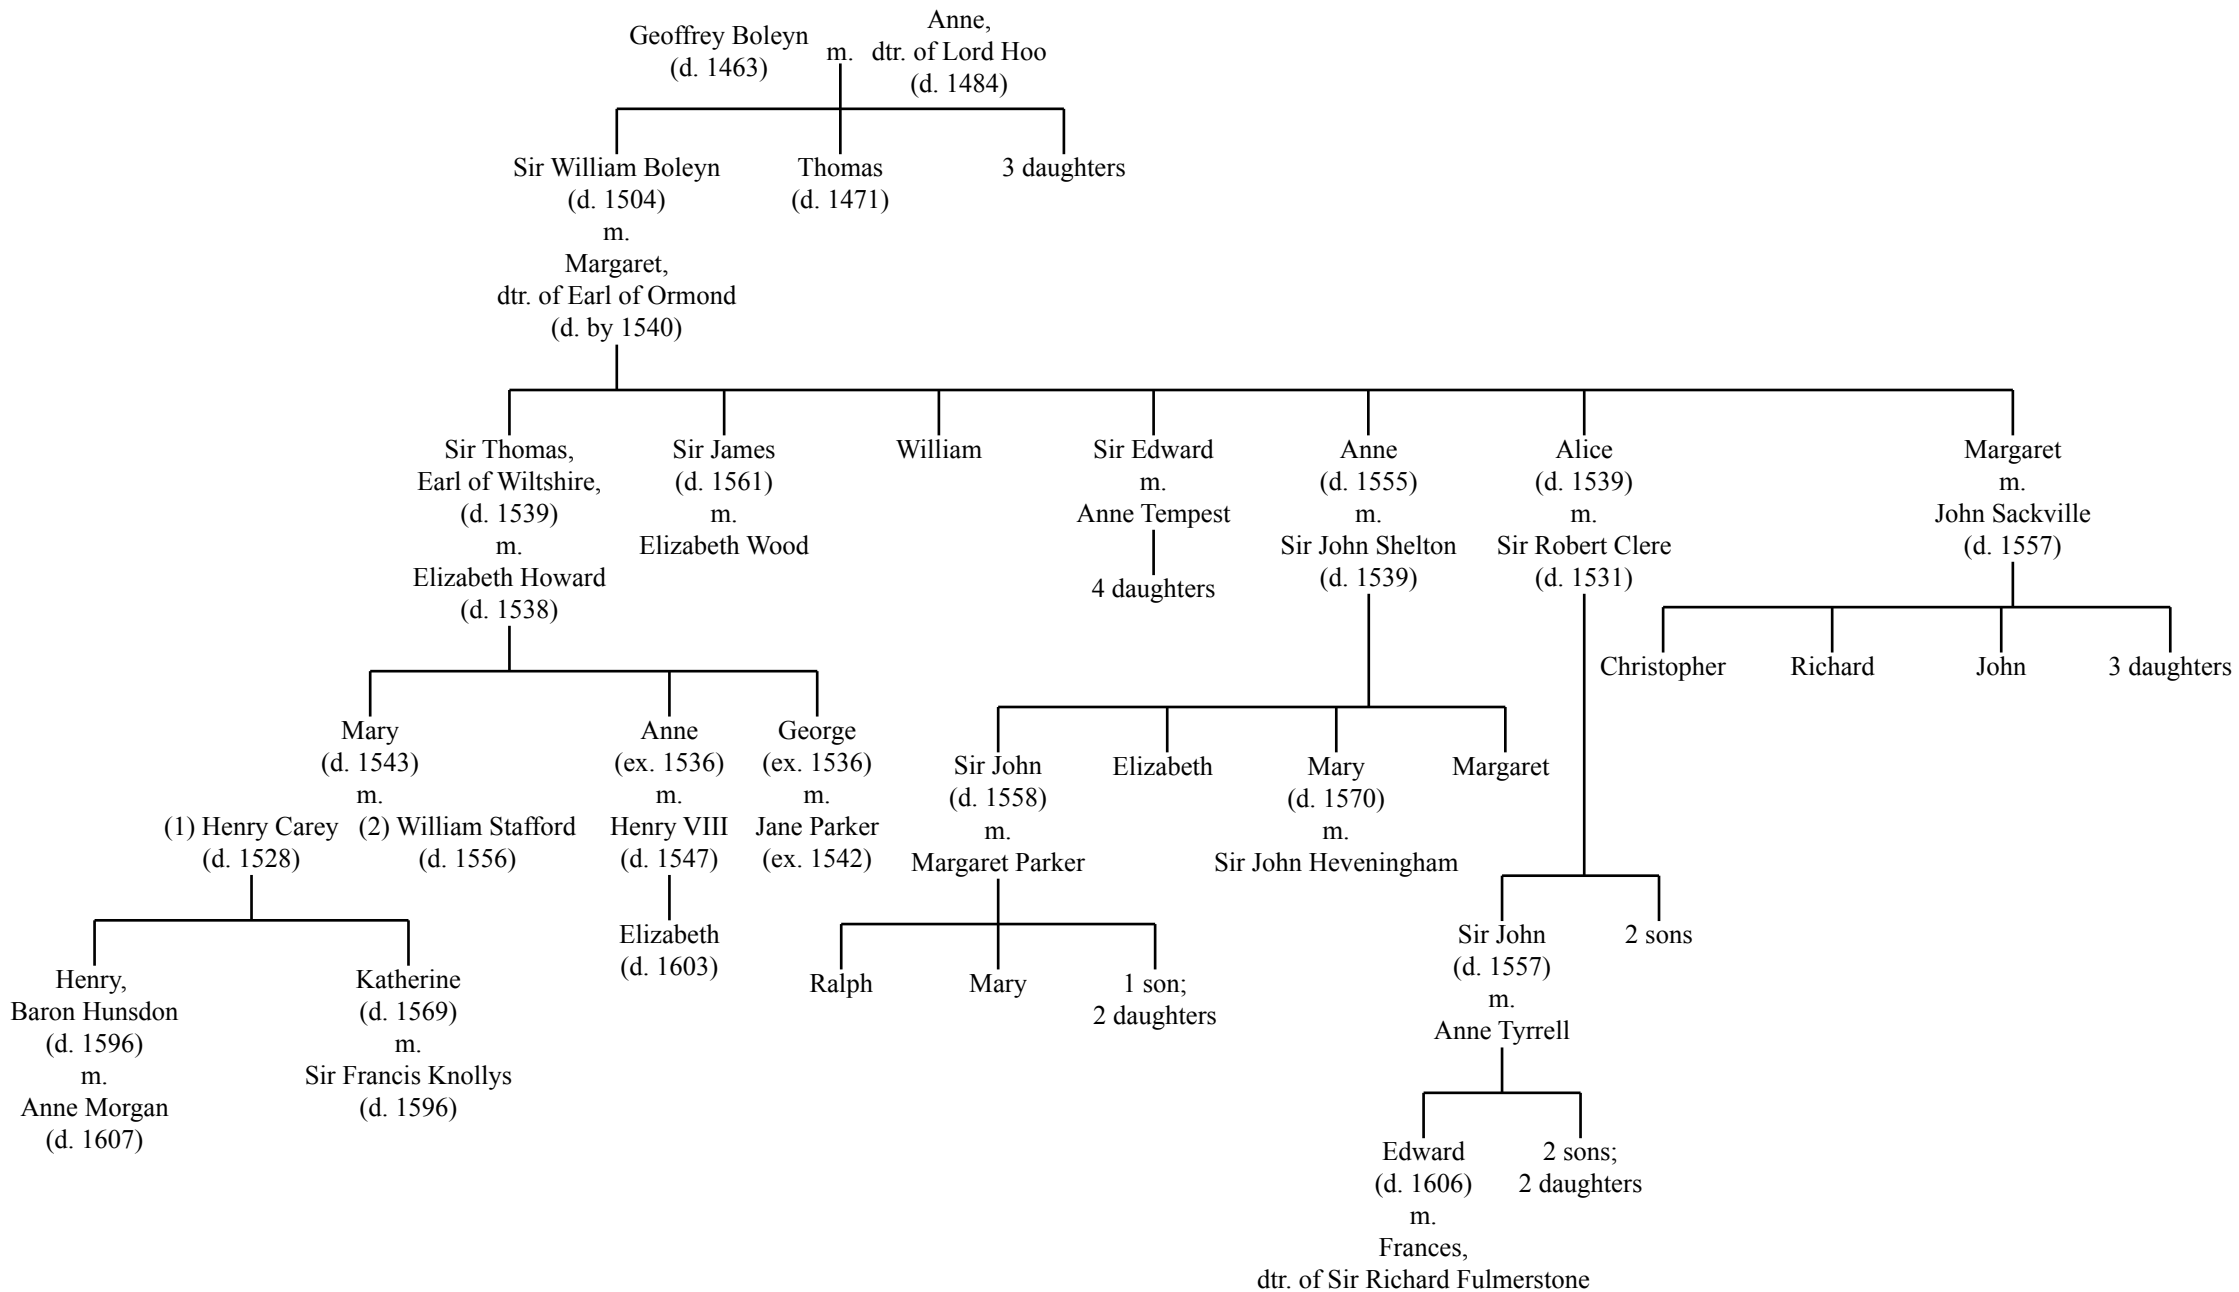 Geoffrey Boleyn
(d. 1463)
m.
Anne,
dtr. of Lord Hoo
(d. 1484)
Sir William Boleyn
(d. 1504)
m.
Margaret,
dtr. of Earl of Ormond
(d. by 1540)
Thomas
(d. 1471)
3 daughters
Sir Thomas,
Earl of Wiltshire,
(d. 1539)
m.
Elizabeth Howard
(d. 1538)
Sir James
(d. 1561)
m.
Elizabeth Wood
William
Sir Edward
m.
Anne Tempest
4 daughters
Anne
(d. 1555)
m.
Sir John Shelton
(d. 1539)
Alice
(d. 1539)
m.
Sir Robert Clere
(d. 1531)
Margaret
m.
John Sackville
(d. 1557)
Christopher
Richard
John
3 daughters
Mary
(d. 1543)
m.
(1) Henry Carey
(d. 1528)
(2) William Stafford
(d. 1556)
Anne
(ex. 1536)
m.
Henry VIII
(d. 1547)
George
(ex. 1536)
m.
Jane Parker
(ex. 1542)
Sir John
(d. 1558)
m.
Margaret Parker
Elizabeth
Mary
(d. 1570)
m.
Sir John Heveningham
Margaret
Henry,
Baron Hunsdon
(d. 1596)
m.
Anne Morgan
(d. 1607)
Katherine
(d. 1569)
m.
Sir Francis Knollys
(d. 1596)
Elizabeth
(d. 1603)
Ralph
Mary
1 son;
2 daughters
Sir John
(d. 1557)
m.
Anne Tyrrell
2 sons
Edward
(d. 1606)
m.
Frances,
dtr. of Sir Richard Fulmerstone
2 sons;
2 daughters